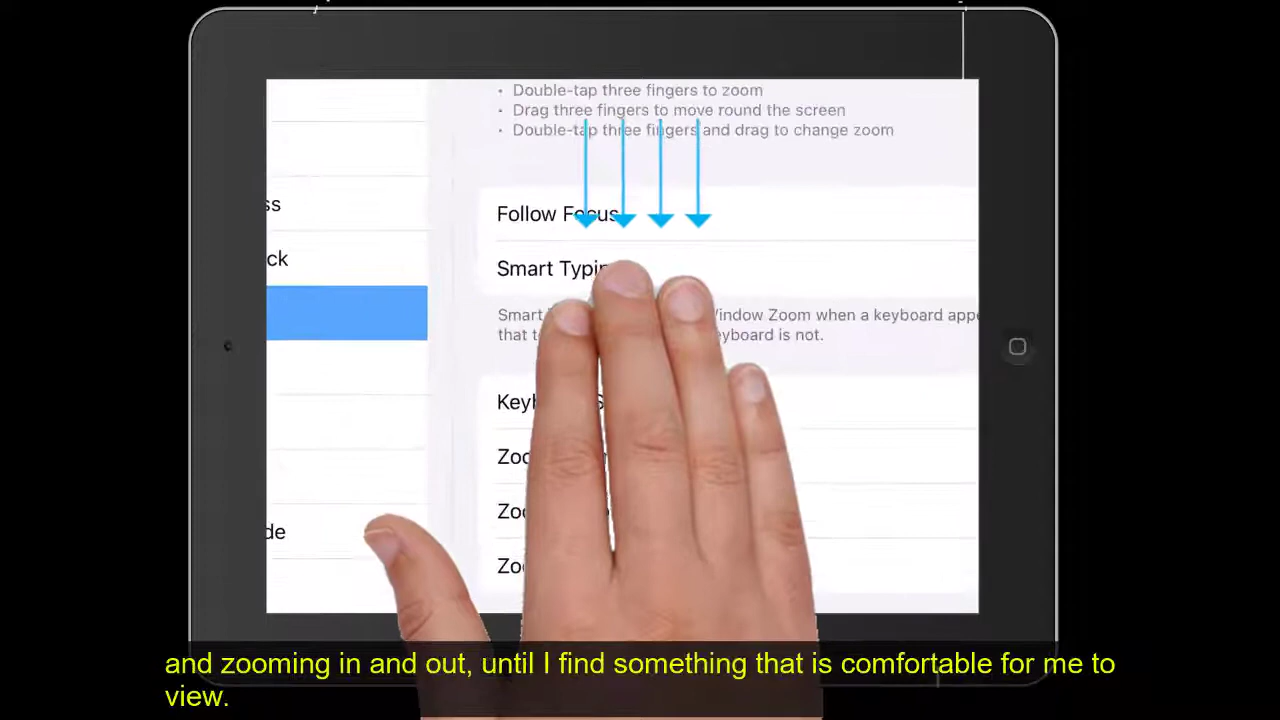 • Double-tap three fingers to zoom
• Drag three fingers to move round the screen
• Double-tap three fingers and drag to change zoom
ss
Follow Focus
ck
Smart Typin
Smart indow Zoom when a keyboard appe
that t eyboard is not.
Keyb S
Zoo
Zoo
de
Zoo
and zooming in and out, until I find something that is comfortable for me to
view.